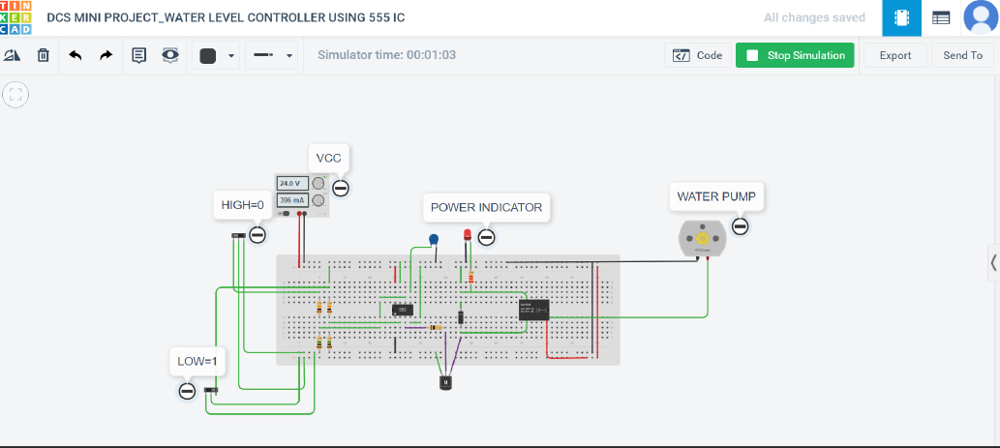 TIN
KER
CAD
DCS MINI PROJECT_WATER LEVEL CONTROLLER USING 555 IC
All changes saved
Simulator time: 00:01:03
Code
Stop Simulation
Export
Send To
VCC
24.0 V
396 mA
HIGH=0
POWER INDICATOR
WATER PUMP
555
LOW=1
N